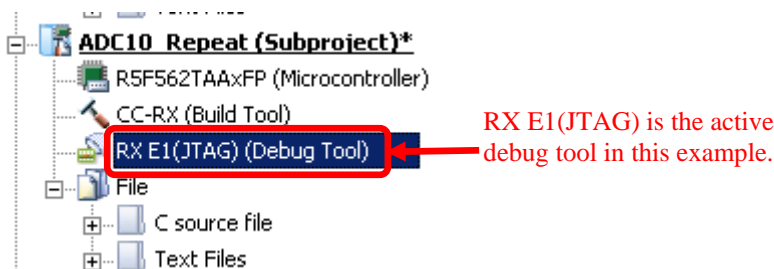 ADC10_Repeat (Subproject)*
R5F562TAAxFP (Microcontroller)
CC-RX (Build Tool)
RX E1(JTAG) (Debug Tool)
RX E1(JTAG) is the active
debug tool in this example.
File
C source file
Text Files